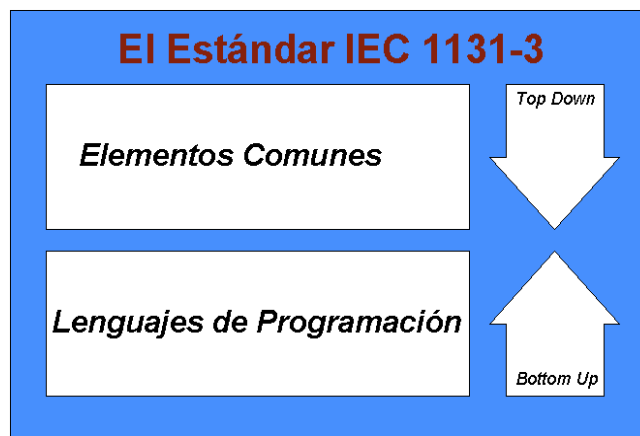 El Estándar IEC 1131-3
Elementos Comunes
Top Down
Lenguajes de Programación
Bottom Up